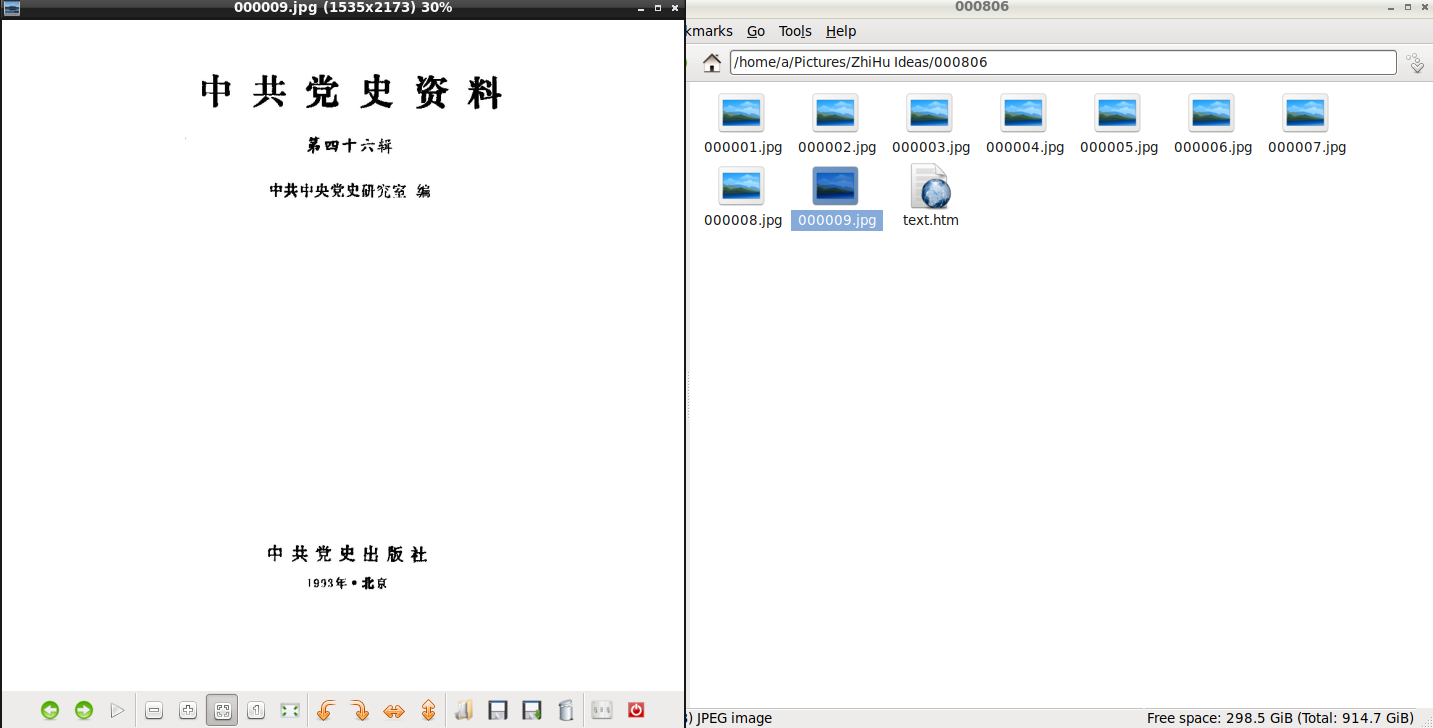 000009.jpg (1535x2173) 30%
中共党史资料
第四十六辑
中共中央党史研究室 编
中共党史出版社
1993年·北京
000806
kmarks Go Tools Help
/home/a/Pictures/ZhiHu Ideas/000806
000001.jpg 000002.jpg 000003.jpg 000004.jpg 000005.jpg 000006.jpg 000007.jpg
000008.jpg 000009.jpg text.htm
) JPEG image Free space: 298.5 GiB (Total: 914.7 GiB)